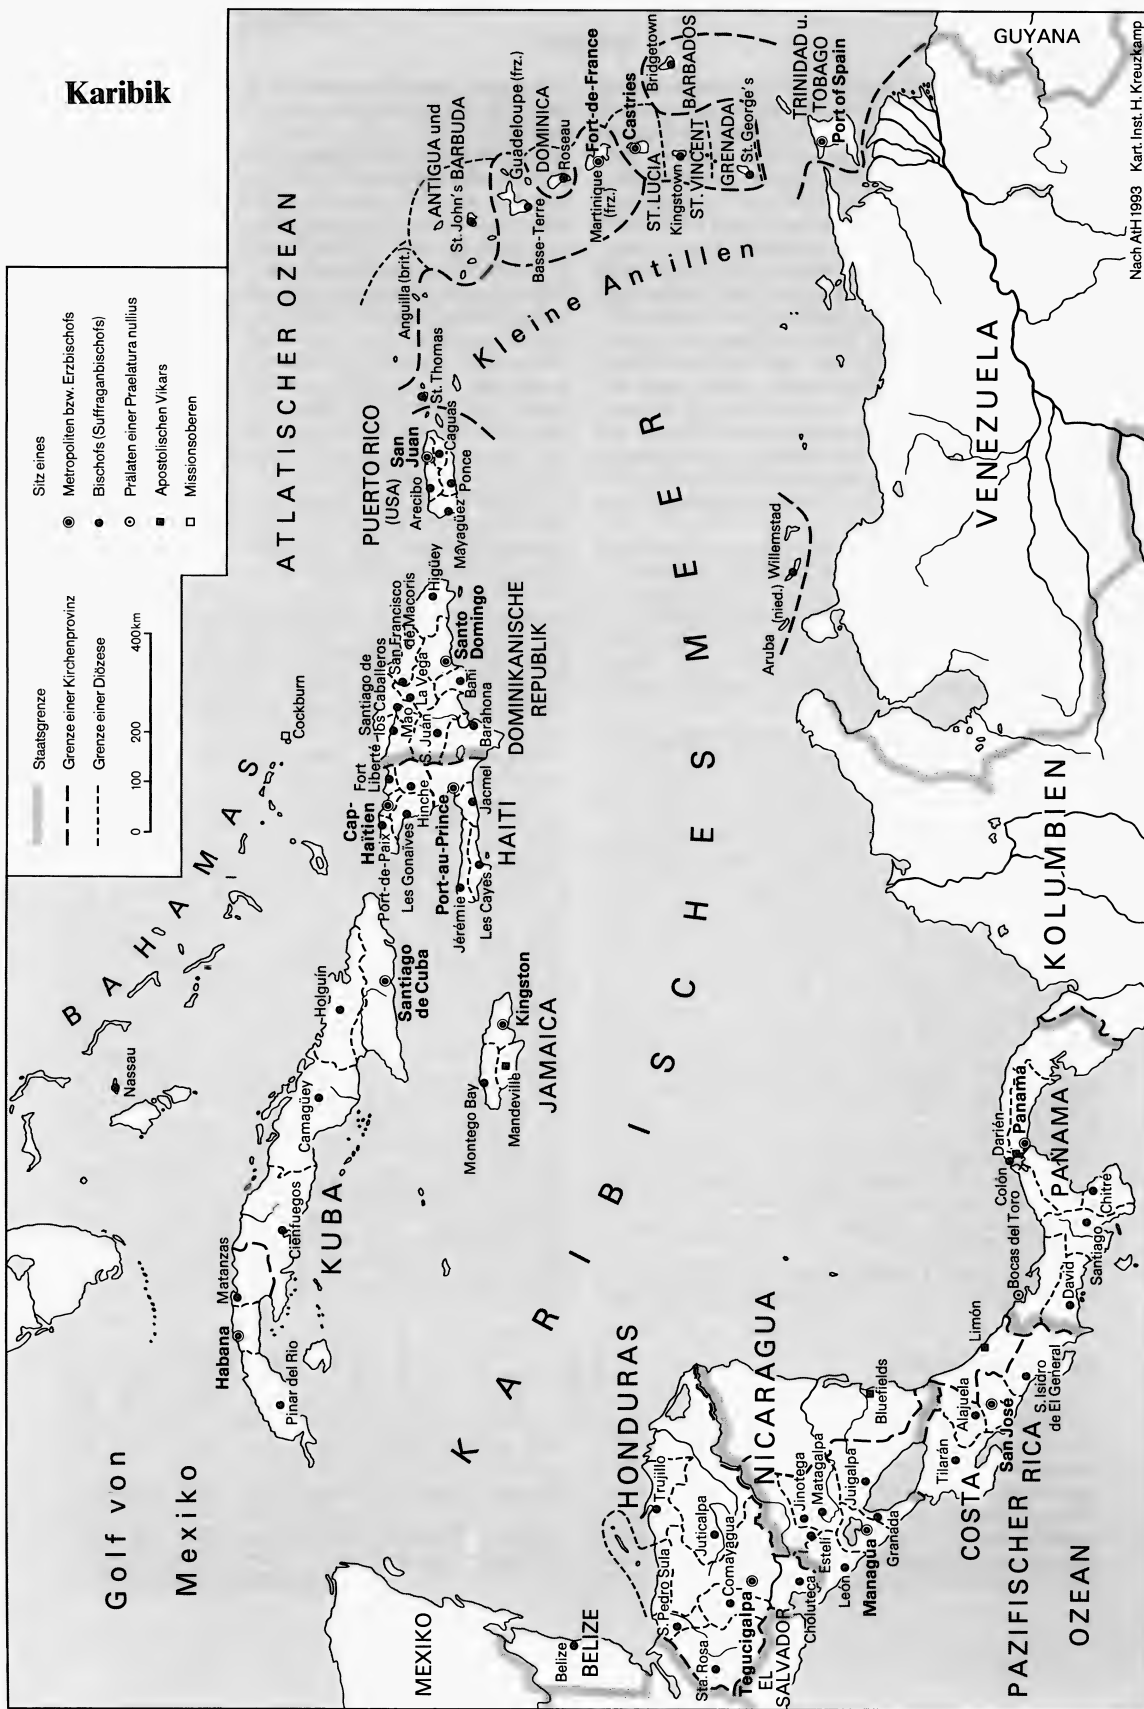 Karibik
Sitz eines
Metropoliten bzw. Erzbischofs
Bischofs (Suffraganbischofs)
Prälaten einer Praelatura nullius
Apostolischen Vikars
Missionsoberen
Staatsgrenze
Grenze einer Kirchenprovinz
Grenze einer Diözese
0 100 200 400km
Golf von
Mexiko
ATLATISCHER OZEAN
BAHAMAS
Nassau
Cockburn
KUBA
Habana
Matanzas
Pinar del Rio
Cienfuegos
Camagüey
Holguín
Santiago
de Cuba
JAMAICA
Montego Bay
Mandeville
Kingston
HAITI
Cap-
Haïtien
Port-de-Paix
Fort
Liberté
Les Gonaïves
Hinche
Port-au-Prince
Jérémie
Les Cayes
Jacmel
DOMINIKANISCHE
REPUBLIK
Santiago de
los Caballeros
San Francisco
de Macoris
Mao
La Vega
S. Juan
Higüey
Santo
Domingo
Baní
Barahona
PUERTO RICO
(USA)
San
Juan
Arecibo
Caguas
Mayagüez
Ponce
St. Thomas
Anguilla (brit.)
ANTIGUA und
BARBUDA
St. John's
Guadeloupe (frz.)
Basse-Terre
DOMINICA
Roseau
Martinique
(frz.)
Fort-de-France
ST. LUCIA
Castries
Kingstown
ST. VINCENT
Bridgetown
BARBADOS
GRENADA
St. George's
TRINIDAD u.
TOBAGO
Port of Spain
Kleine Antillen
KARIBISCHES MEER
Aruba
(nied.)
Willemstad
GUYANA
VENEZUELA
KOLUMBIEN
PANAMA
Darién
Panamá
Colón
Bocas del Toro
Chitré
Santiago
David
COSTA RICA
Limón
Alajuela
Tilarán
San José
S. Isidro
de El General
NICARAGUA
Bluefields
Jinotega
Matagalpa
Juigalpa
Estelí
León
Managua
Granada
HONDURAS
Trujillo
S. Pedro Sula
Juticalpa
Comayagua
Sta. Rosa
Tegucigalpa
Choluteca
EL
SALVADOR
MEXIKO
Belize
BELIZE
PAZIFISCHER
OZEAN
Nach AtH 1993 Kart. Inst. H. Kreuzkamp